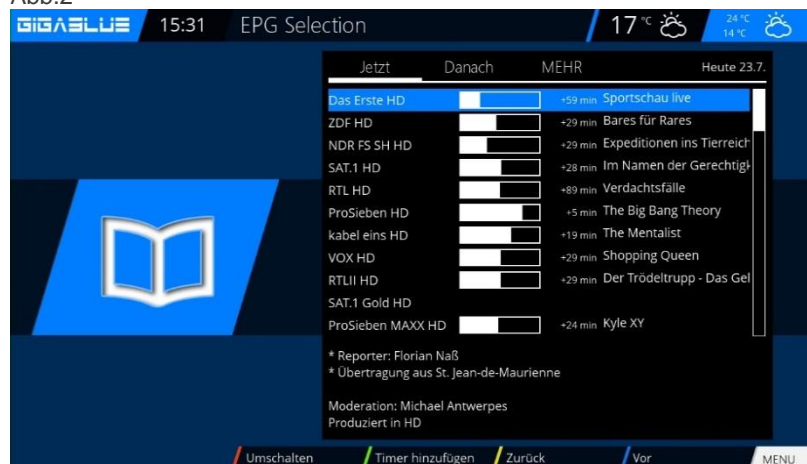 Abb.2
GIGABLUE 15:31 EPG Selection 17 °C 24 °C
14 °C
Jetzt Danach MEHR Heute 23.7.
Das Erste HD +59 min Sportschau live
ZDF HD +29 min Bares für Rares
NDR FS SH HD +29 min Expeditionen ins Tierreich
SAT.1 HD +28 min Im Namen der Gerechtigk
RTL HD +89 min Verdachtsfälle
ProSieben HD +5 min The Big Bang Theory
kabel eins HD +19 min The Mentalist
VOX HD +29 min Shopping Queen
RTLII HD +29 min Der Trödeltrupp - Das Gel
SAT.1 Gold HD
ProSieben MAXX HD +24 min Kyle XY
* Reporter: Florian Naß
* Übertragung aus St. Jean-de-Maurienne
Moderation: Michael Antwerpes
Produziert in HD
Umschalten Timer hinzufügen Zurück Vor MENU